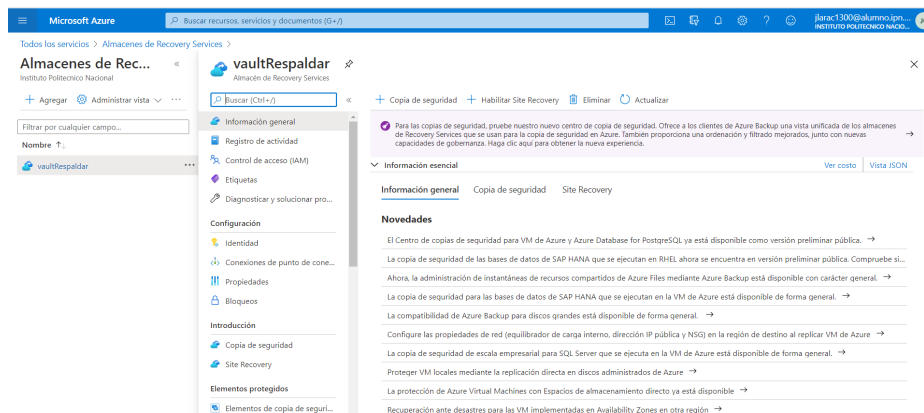 Microsoft Azure
Buscar recursos, servicios y documentos (G+/)
jlarac1300@alumno.ipn....
INSTITUTO POLITECNICO NACIO...
Todos los servicios > Almacenes de Recovery Services >
Almacenes de Rec...
Instituto Politecnico Nacional
+ Agregar
Administrar vista
...
Filtrar por cualquier campo...
Nombre ↑↓
vaultRespaldar
...
vaultRespaldar
Almacén de Recovery Services
Buscar (Ctrl+/)
Información general
Registro de actividad
Control de acceso (IAM)
Etiquetas
Diagnosticar y solucionar pro...
Configuración
Identidad
Conexiones de punto de cone...
Propiedades
Bloqueos
Introducción
Copia de seguridad
Site Recovery
Elementos protegidos
Elementos de copia de seguri...
+ Copia de seguridad
+ Habilitar Site Recovery
Eliminar
Actualizar
Para las copias de seguridad, pruebe nuestro nuevo centro de copia de seguridad. Ofrece a los clientes de Azure Backup una vista unificada de los almacenes
de Recovery Services que se usan para la copia de seguridad en Azure. También proporciona una ordenación y filtrado mejorados, junto con nuevas
capacidades de gobernanza. Haga clic aquí para obtener la nueva experiencia. →
Información esencial
Ver costo
Vista JSON
Información general
Copia de seguridad
Site Recovery
Novedades
El Centro de copias de seguridad para VM de Azure y Azure Database for PostgreSQL ya está disponible como versión preliminar pública. →
La copia de seguridad de las bases de datos de SAP HANA que se ejecutan en RHEL ahora se encuentra en versión preliminar pública. Compruebe si...
Ahora, la administración de instantáneas de recursos compartidos de Azure Files mediante Azure Backup está disponible con carácter general. →
La copia de seguridad para las bases de datos de SAP HANA que se ejecutan en la VM de Azure está disponible de forma general. →
La compatibilidad de Azure Backup para discos grandes está disponible de forma general. →
Configure las propiedades de red (equilibrador de carga interno, dirección IP pública y NSG) en la región de destino al replicar VM de Azure →
La copia de seguridad de escala empresarial para SQL Server que se ejecuta en la VM de Azure está disponible de forma general. →
Proteger VM locales mediante la replicación directa en discos administrados de Azure →
La protección de Azure Virtual Machines con Espacios de almacenamiento directo ya está disponible →
Recuperación ante desastres para las VM implementadas en Availability Zones en otra región →